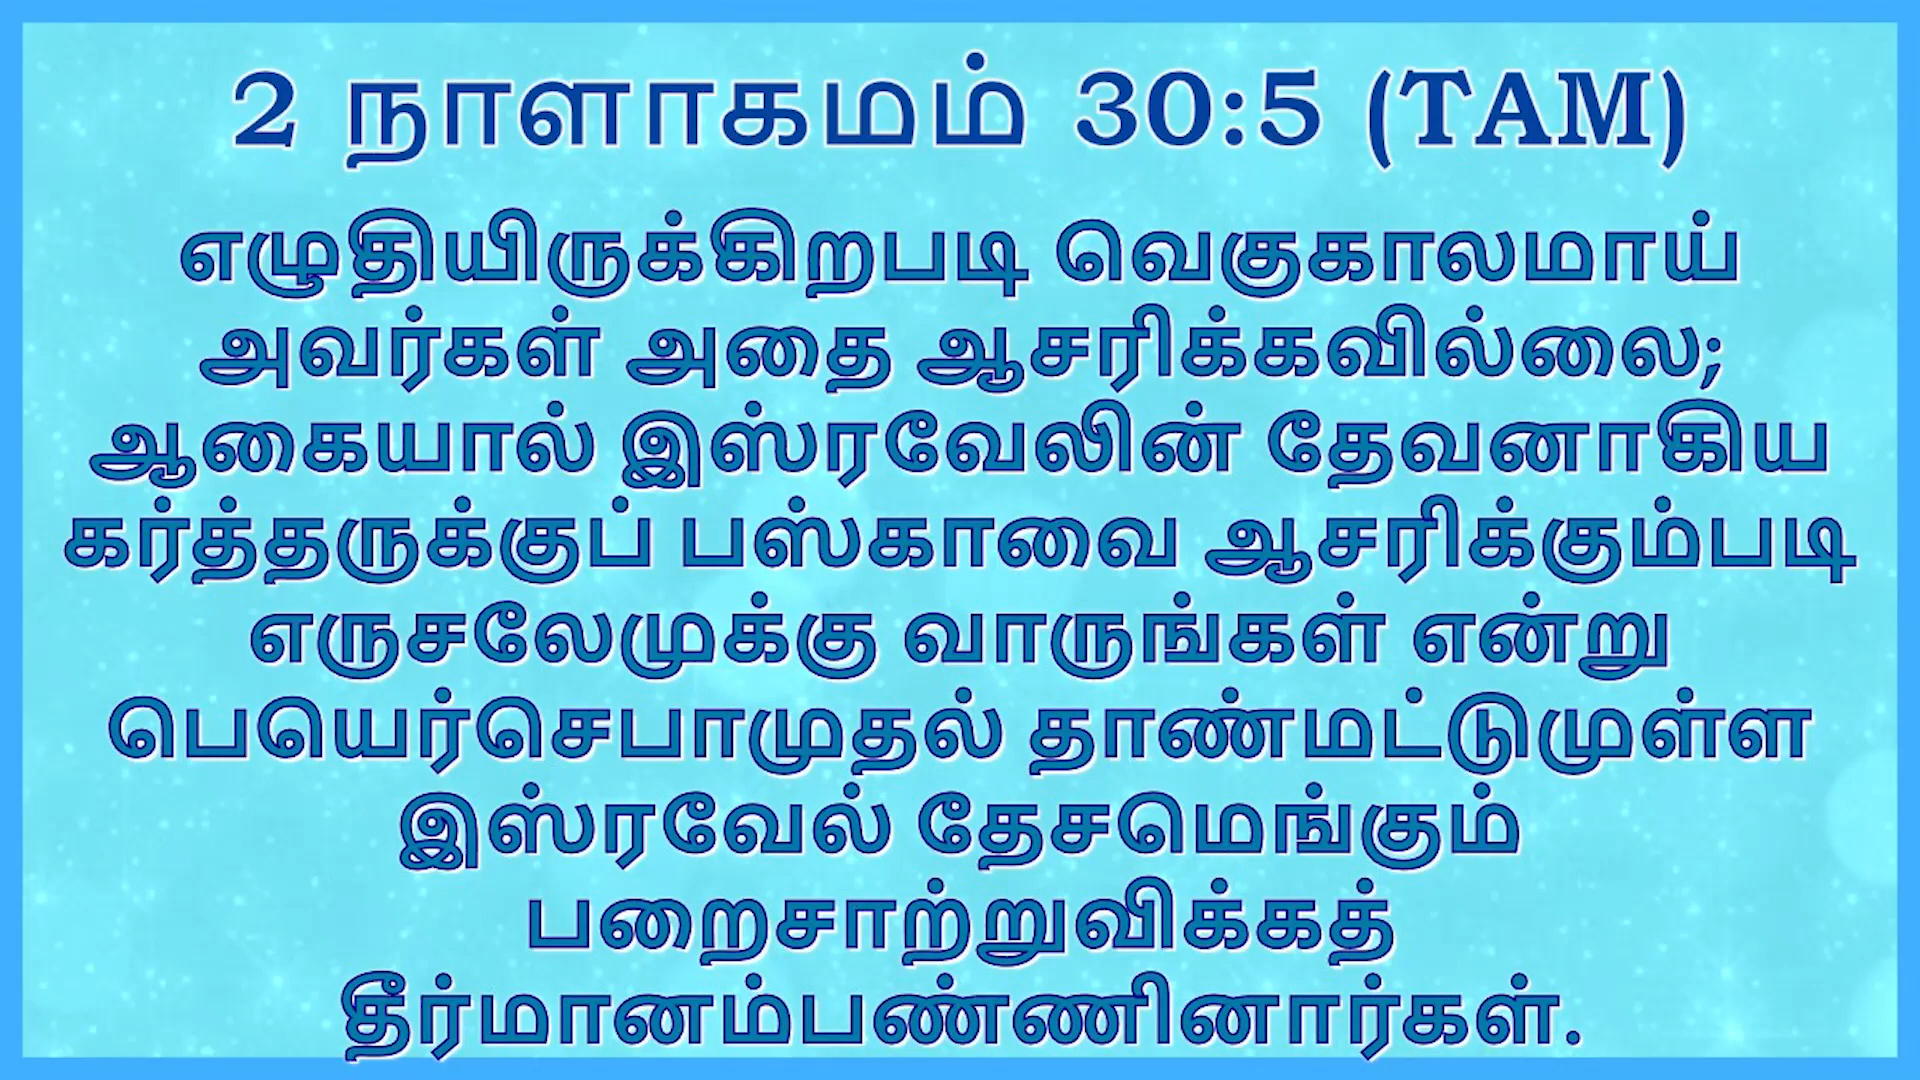 2 நாளாகமம் 30:5 (TAM)
எழுதியிருக்கிறபடி வெகுகாலமாய்
அவர்கள் அதை ஆசரிக்கவில்லை;
ஆகையால் இஸ்ரவேலின் தேவனாகிய
கர்த்தருக்குப் பஸ்காவை ஆசரிக்கும்படி
எருசலேமுக்கு வாருங்கள் என்று
பெயெர்செபாமுதல் தாண்மட்டுமுள்ள
இஸ்ரவேல் தேசமெங்கும்
பறைசாற்றுவிக்கத்
தீர்மானம்பண்ணினார்கள்.